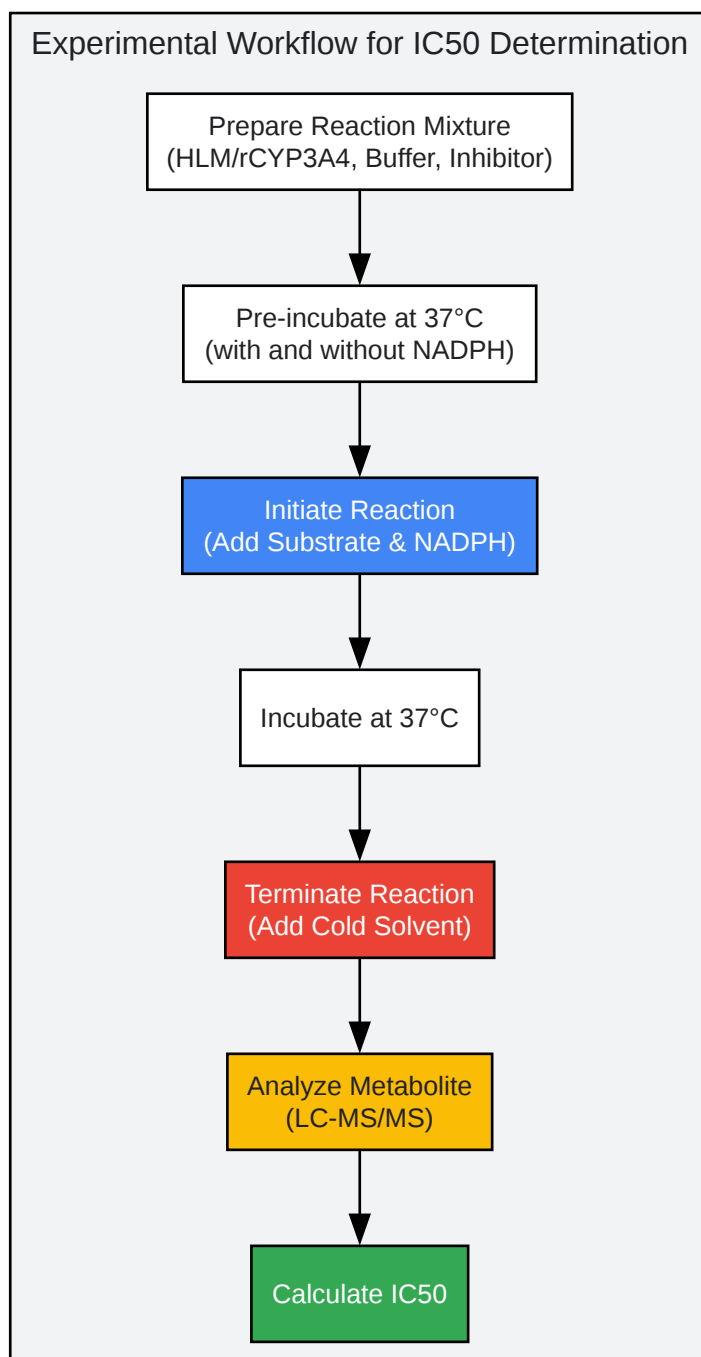 Experimental Workflow for IC50 Determination
Prepare Reaction Mixture
(HLM/rCYP3A4, Buffer, Inhibitor)
Pre-incubate at 37°C
(with and without NADPH)
Initiate Reaction
(Add Substrate & NADPH)
Incubate at 37°C
Terminate Reaction
(Add Cold Solvent)
Analyze Metabolite
(LC-MS/MS)
Calculate IC50